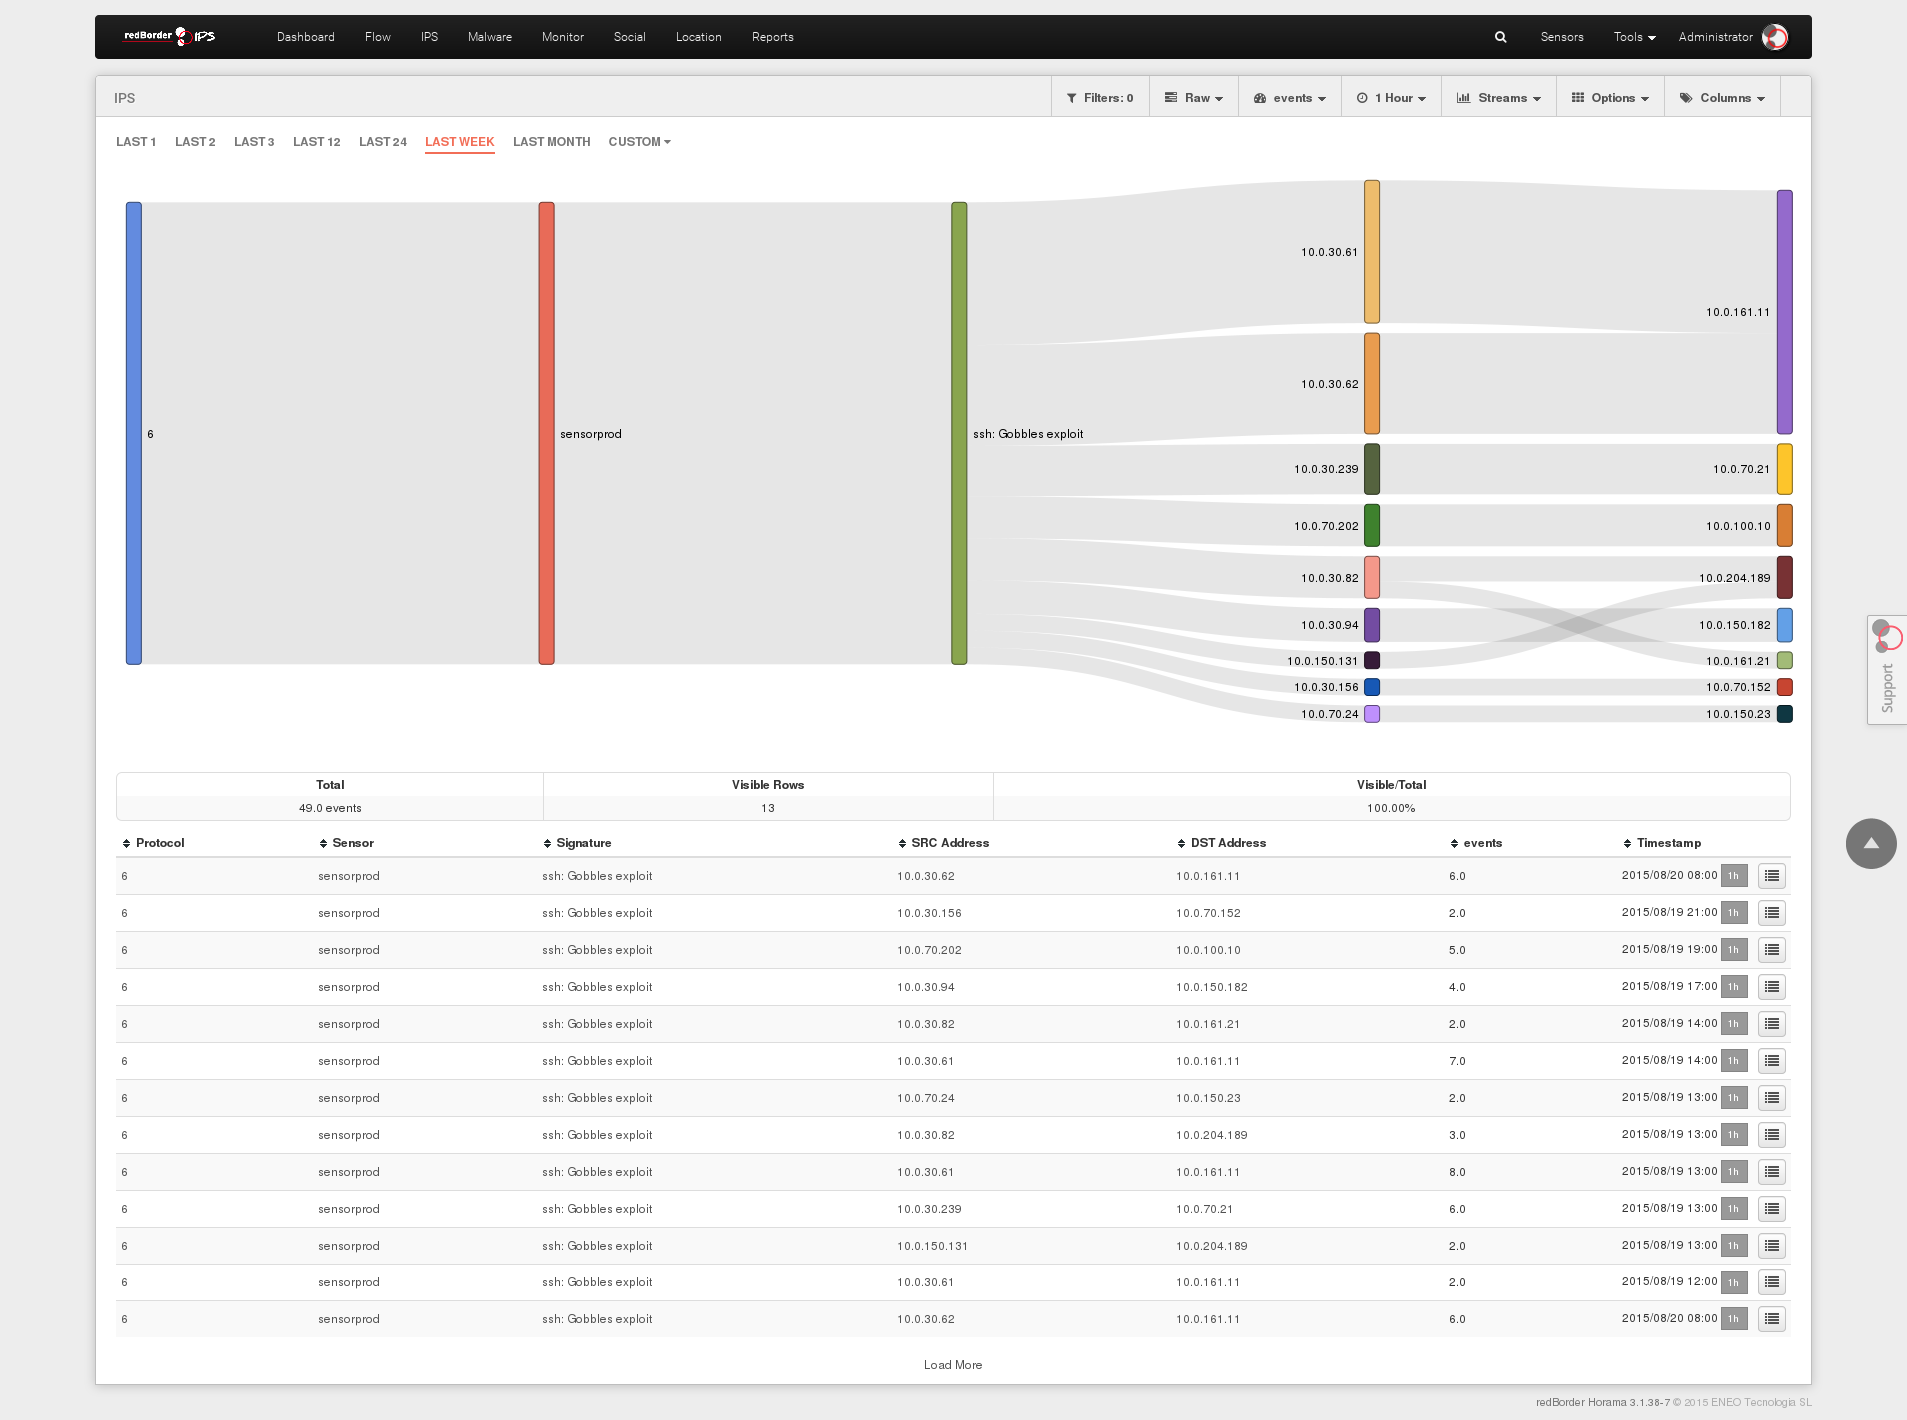 redBorder IPS Dashboard Flow IPS Malware Monitor Social Location Reports Sensors Tools Administrator
IPS Filters: 0 Raw events 1 Hour Streams Options Columns
LAST 1 LAST 2 LAST 3 LAST 12 LAST 24 LAST WEEK LAST MONTH CUSTOM
10.0.30.61
10.0.161.11
10.0.30.62
6 sensorprod ssh: Gobbles exploit
10.0.30.239 10.0.70.21
10.0.70.202 10.0.100.10
10.0.30.82 10.0.204.189
10.0.30.94 10.0.150.182
10.0.150.131 10.0.161.21
10.0.30.156 10.0.70.152
10.0.70.24 10.0.150.23
Support
Total Visible Rows Visible/Total
49.0 events 13 100.00%
Protocol Sensor Signature SRC Address DST Address events Timestamp
6 sensorprod ssh: Gobbles exploit 10.0.30.62 10.0.161.11 6.0 2015/08/20 08:00 1h
6 sensorprod ssh: Gobbles exploit 10.0.30.156 10.0.70.152 2.0 2015/08/19 21:00 1h
6 sensorprod ssh: Gobbles exploit 10.0.70.202 10.0.100.10 5.0 2015/08/19 19:00 1h
6 sensorprod ssh: Gobbles exploit 10.0.30.94 10.0.150.182 4.0 2015/08/19 17:00 1h
6 sensorprod ssh: Gobbles exploit 10.0.30.82 10.0.161.21 2.0 2015/08/19 14:00 1h
6 sensorprod ssh: Gobbles exploit 10.0.30.61 10.0.161.11 7.0 2015/08/19 14:00 1h
6 sensorprod ssh: Gobbles exploit 10.0.70.24 10.0.150.23 2.0 2015/08/19 13:00 1h
6 sensorprod ssh: Gobbles exploit 10.0.30.82 10.0.204.189 3.0 2015/08/19 13:00 1h
6 sensorprod ssh: Gobbles exploit 10.0.30.61 10.0.161.11 8.0 2015/08/19 13:00 1h
6 sensorprod ssh: Gobbles exploit 10.0.30.239 10.0.70.21 6.0 2015/08/19 13:00 1h
6 sensorprod ssh: Gobbles exploit 10.0.150.131 10.0.204.189 2.0 2015/08/19 13:00 1h
6 sensorprod ssh: Gobbles exploit 10.0.30.61 10.0.161.11 2.0 2015/08/19 12:00 1h
6 sensorprod ssh: Gobbles exploit 10.0.30.62 10.0.161.11 6.0 2015/08/20 08:00 1h
Load More
redBorder Horama 3.1.38-7 © 2015 ENEO Tecnologia SL